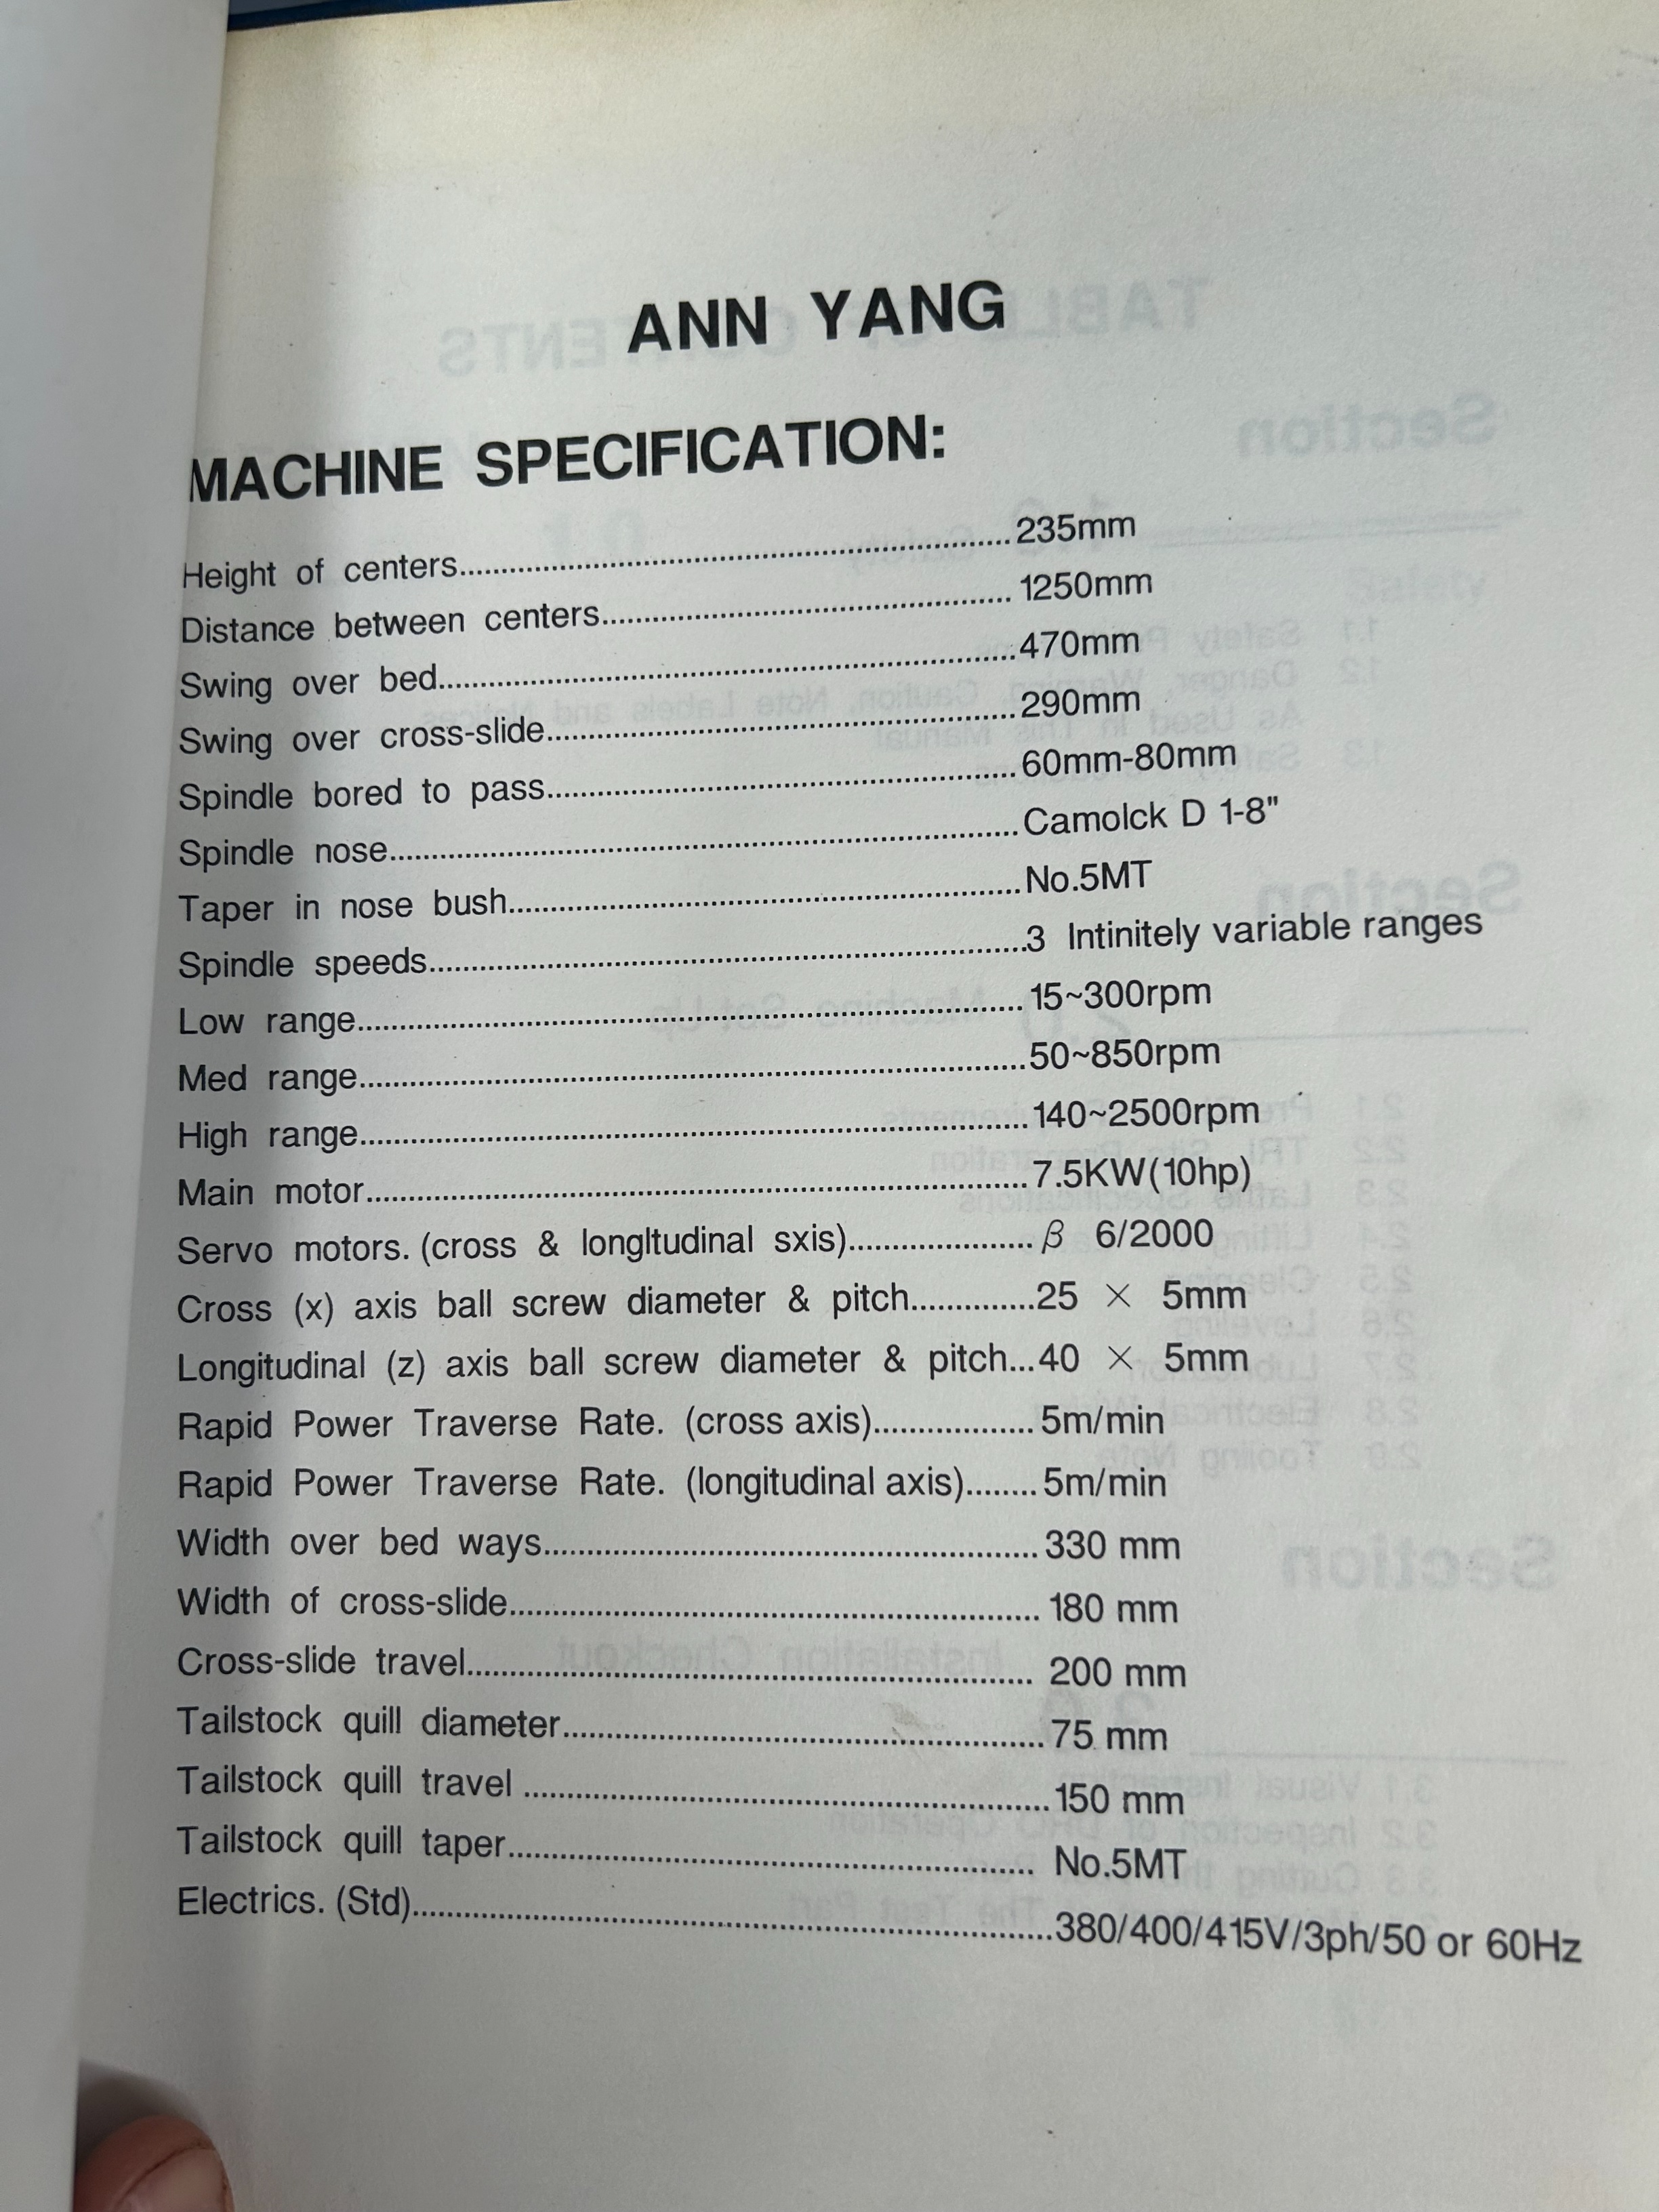 ANN YANG
MACHINE SPECIFICATION:
Height of centers..........235mm
Distance between centers..........1250mm
Swing over bed..........470mm
Swing over cross-slide..........290mm
Spindle bored to pass..........60mm-80mm
Spindle nose..........Camolck D 1-8"
Taper in nose bush..........No.5MT
Spindle speeds..........3 Intinitely variable ranges
Low range..........15~300rpm
Med range..........50~850rpm
High range..........140~2500rpm
Main motor..........7.5KW(10hp)
Servo motors. (cross & longltudinal sxis)..........β 6/2000
Cross (x) axis ball screw diameter & pitch..........25 × 5mm
Longitudinal (z) axis ball screw diameter & pitch...40 × 5mm
Rapid Power Traverse Rate. (cross axis)..........5m/min
Rapid Power Traverse Rate. (longitudinal axis)........5m/min
Width over bed ways..........330 mm
Width of cross-slide..........180 mm
Cross-slide travel..........200 mm
Tailstock quill diameter..........75 mm
Tailstock quill travel ..........150 mm
Tailstock quill taper..........No.5MT
Electrics. (Std)..........380/400/415V/3ph/50 or 60Hz